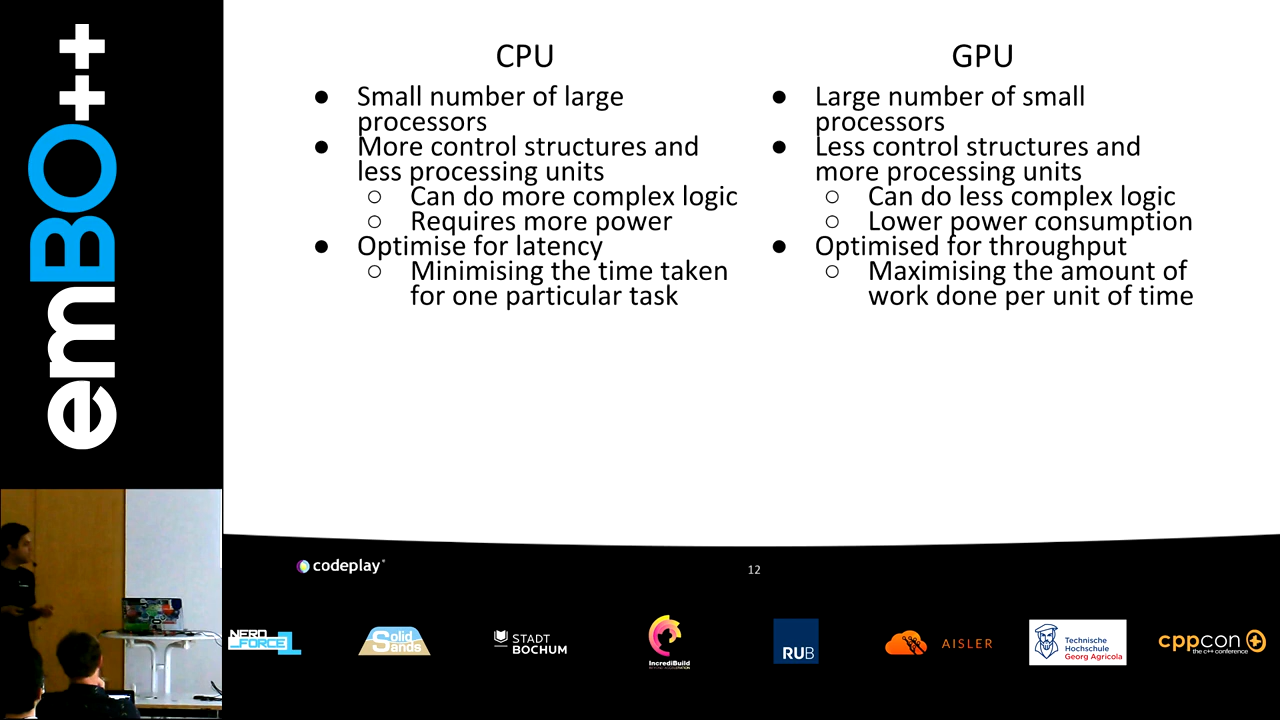 emBO++
CPU
● Small number of large
processors
● More control structures and
less processing units
○ Can do more complex logic
○ Requires more power
● Optimise for latency
○ Minimising the time taken
for one particular task
GPU
● Large number of small
processors
● Less control structures and
more processing units
○ Can do less complex logic
○ Lower power consumption
● Optimised for throughput
○ Maximising the amount of
work done per unit of time
codeplay
12
NERD
FORCE1
Solid
Sands
STADT
BOCHUM
IncrediBuild
RUB
AISLER
Technische
Hochschule
Georg Agricola
cppcon
the c++ conference